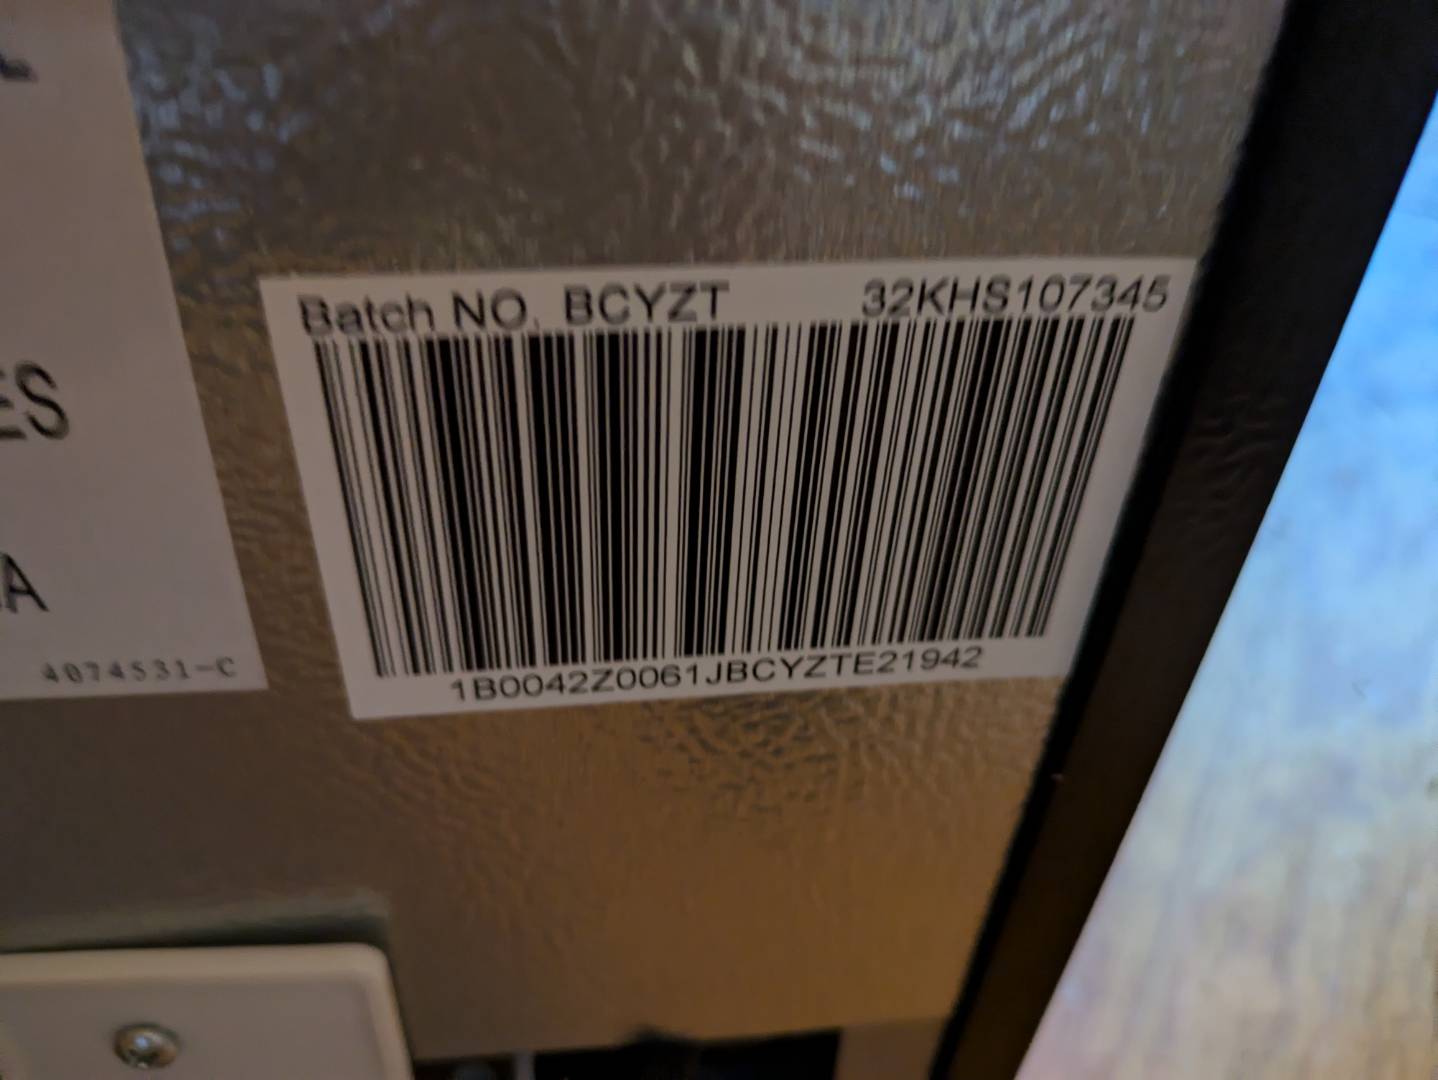 ES
A
4074531-C
Batch NO. BCYZT 32KHS107345
1B0042Z0061JBCYZTE21942